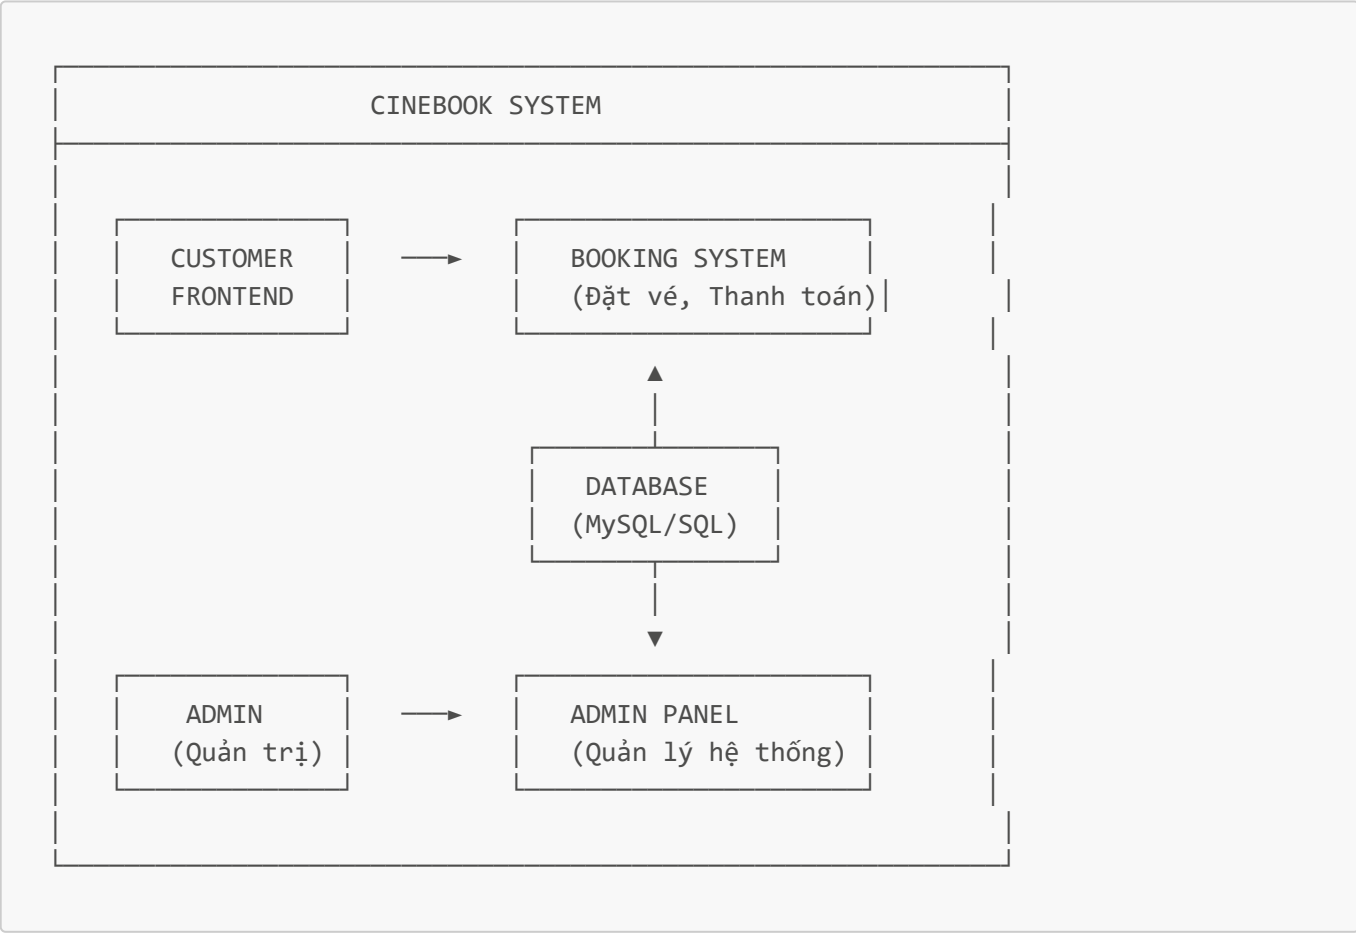 CINEBOOK SYSTEM
CUSTOMER
FRONTEND
BOOKING SYSTEM
(Đặt vé, Thanh toán)
DATABASE
(MySQL/SQL)
ADMIN
(Quản trị)
ADMIN PANEL
(Quản lý hệ thống)